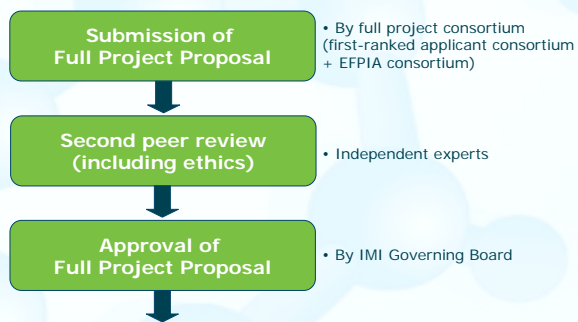 Submission of
Full Project Proposal
• By full project consortium
(first-ranked applicant consortium
+ EFPIA consortium)
Second peer review
(including ethics)
• Independent experts
Approval of
Full Project Proposal
• By IMI Governing Board